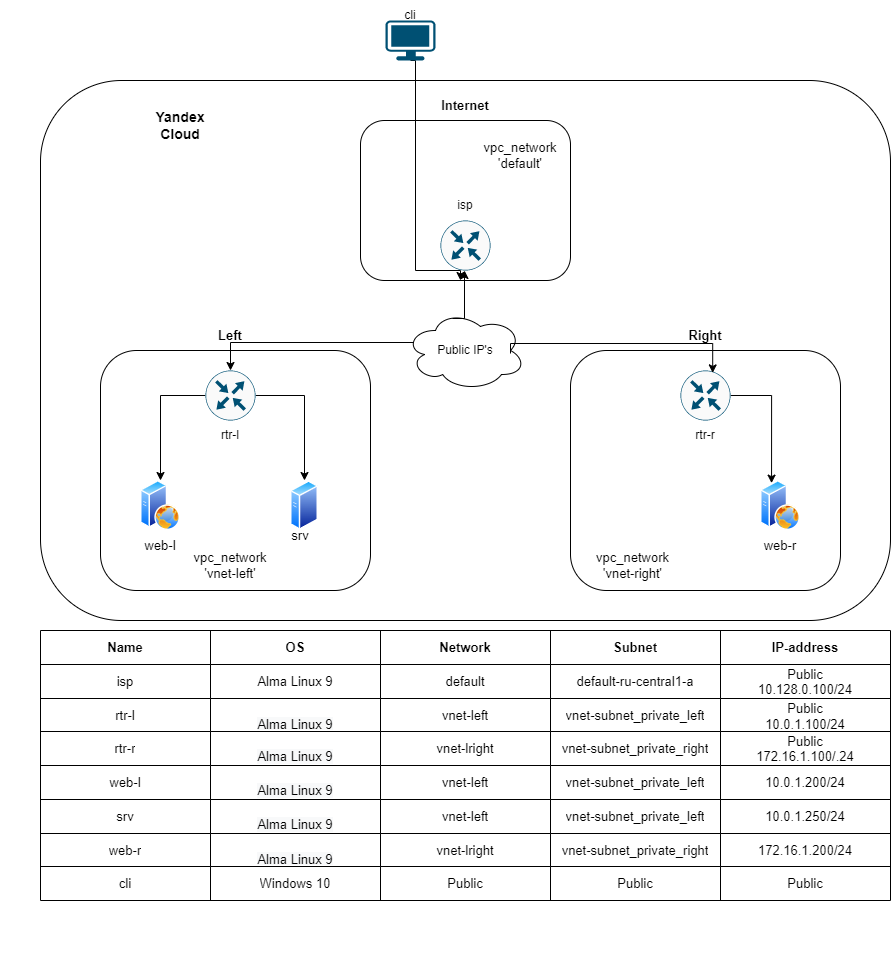 cli
Internet
Yandex
Cloud
vpc_network
'default'
isp
Left
Public IP's
Right
rtr-l
rtr-r
web-l
srv
web-r
vpc_network
'vnet-left'
vpc_network
'vnet-right'
Name OS Network Subnet IP-address
isp Alma Linux 9 default default-ru-central1-a Public 10.128.0.100/24
rtr-l Alma Linux 9 vnet-left vnet-subnet_private_left Public 10.0.1.100/24
rtr-r Alma Linux 9 vnet-lright vnet-subnet_private_right Public 172.16.1.100/.24
web-l Alma Linux 9 vnet-left vnet-subnet_private_left 10.0.1.200/24
srv Alma Linux 9 vnet-left vnet-subnet_private_left 10.0.1.250/24
web-r Alma Linux 9 vnet-lright vnet-subnet_private_right 172.16.1.200/24
cli Windows 10 Public Public Public